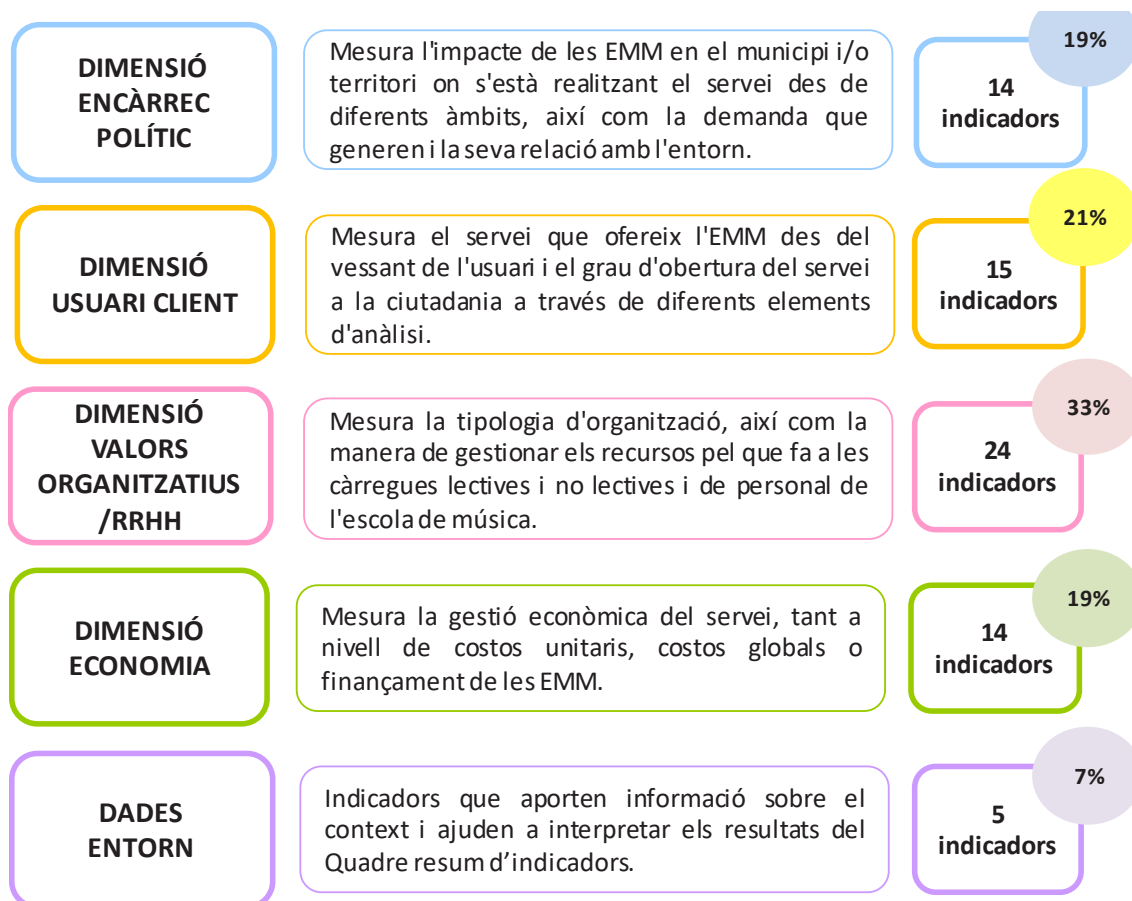 DIMENSIÓ
ENCÀRREC
POLÍTIC
Mesura l'impacte de les EMM en el municipi i/o
territori on s'està realitzant el servei des de
diferents àmbits, així com la demanda que
generen i la seva relació amb l'entorn.
19%
14
indicadors
DIMENSIÓ
USUARI CLIENT
Mesura el servei que ofereix l'EMM des del
vessant de l'usuari i el grau d'obertura del servei
a la ciutadania a través de diferents elements
d'anàlisi.
21%
15
indicadors
DIMENSIÓ
VALORS
ORGANITZATIUS
/RRHH
Mesura la tipologia d'organització, així com la
manera de gestionar els recursos pel que fa a les
càrregues lectives i no lectives i de personal de
l'escola de música.
33%
24
indicadors
DIMENSIÓ
ECONOMIA
Mesura la gestió econòmica del servei, tant a
nivell de costos unitaris, costos globals o
finançament de les EMM.
19%
14
indicadors
DADES
ENTORN
Indicadors que aporten informació sobre el
context i ajuden a interpretar els resultats del
Quadre resum d’indicadors.
7%
5
indicadors